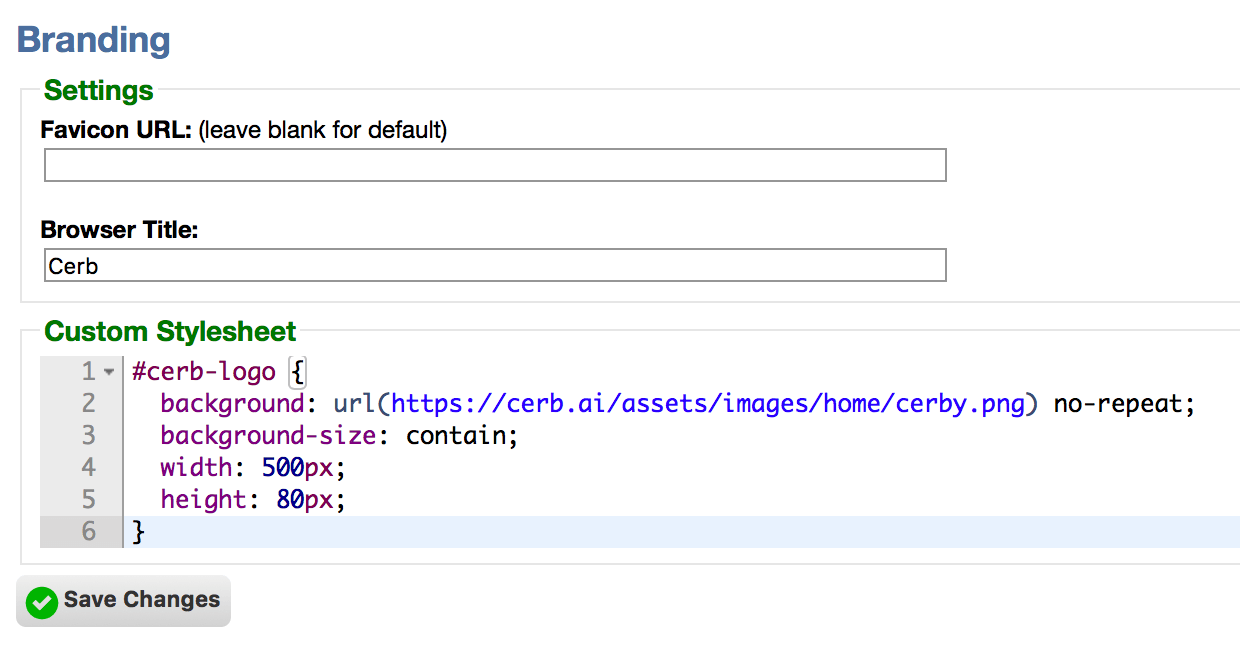 Branding
Settings
Favicon URL: (leave blank for default)
Browser Title:
Cerb
Custom Stylesheet
1 #cerb-logo {
2   background: url(https://cerb.ai/assets/images/home/cerby.png) no-repeat;
3   background-size: contain;
4   width: 500px;
5   height: 80px;
6 }
Save Changes